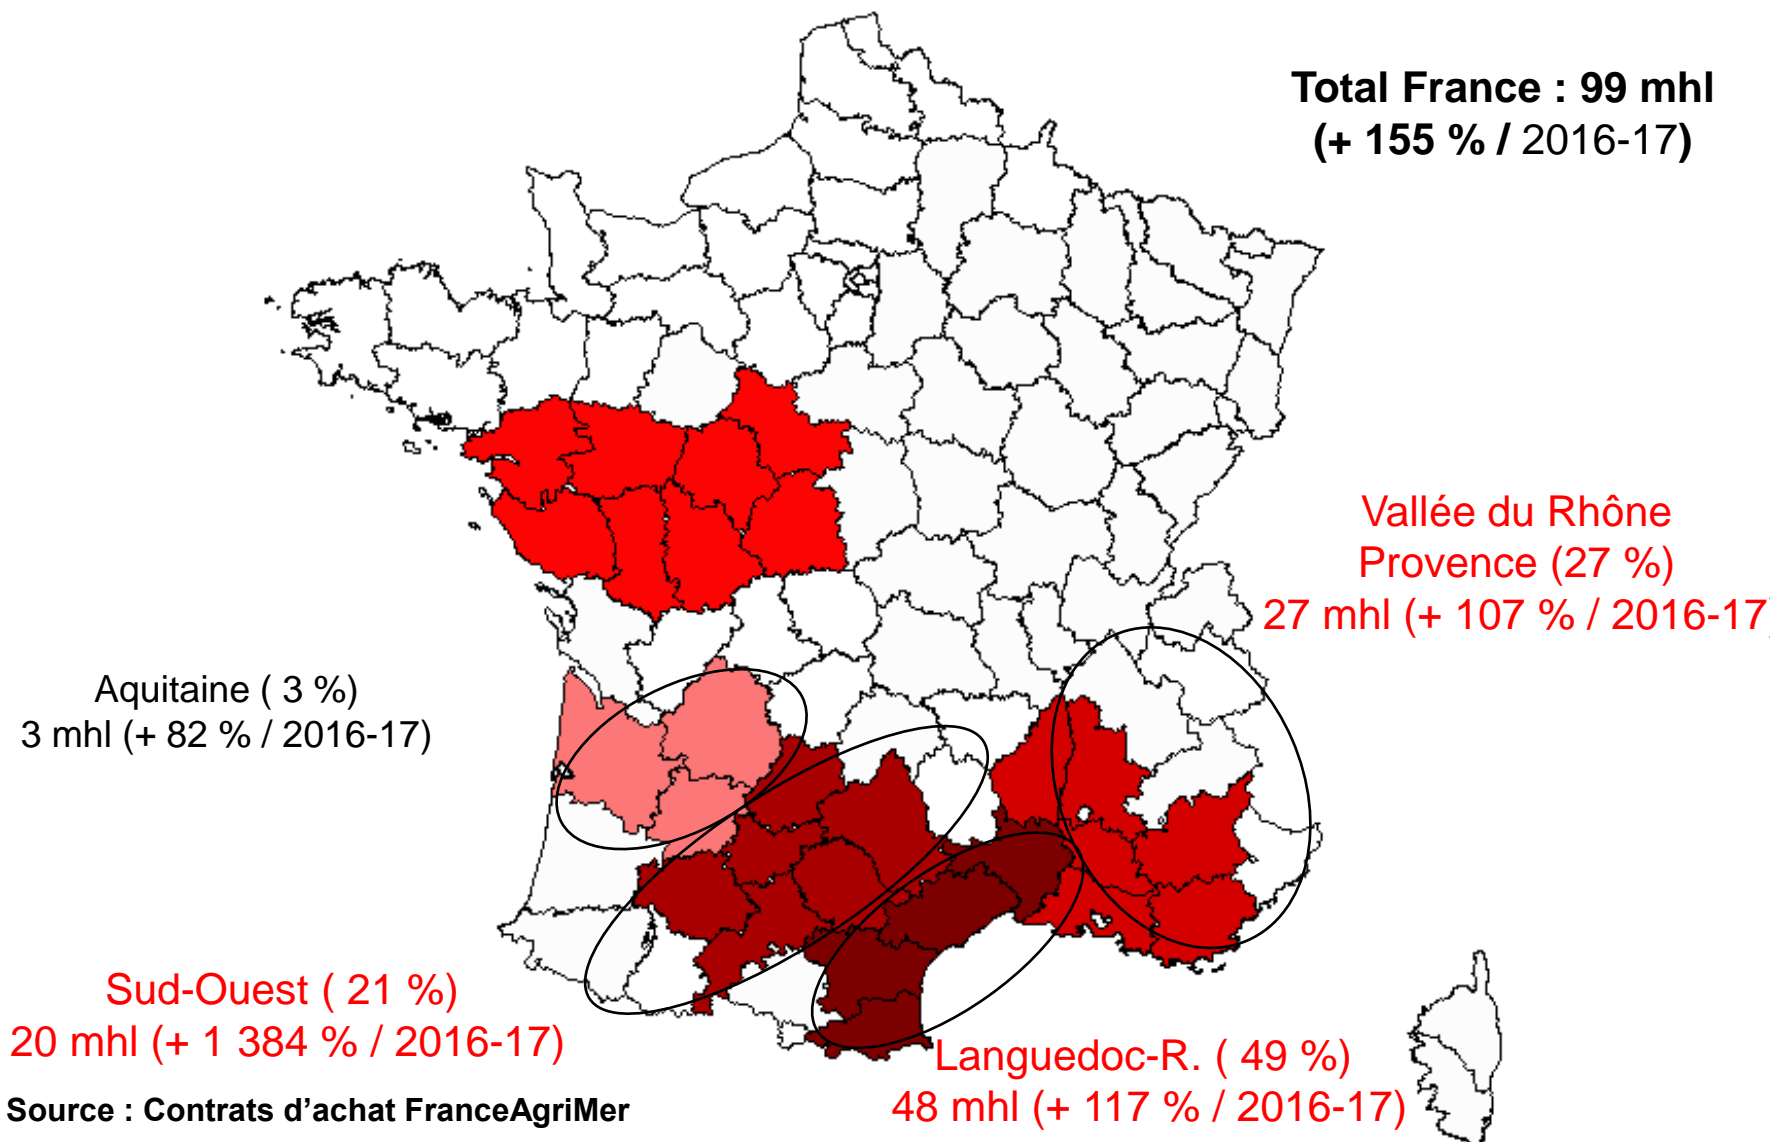 Total France : 99 mhl
(+ 155 % / 2016-17)
Vallée du Rhône
Provence (27 %)
27 mhl (+ 107 % / 2016-17)
Aquitaine ( 3 %)
3 mhl (+ 82 % / 2016-17)
Sud-Ouest ( 21 %)
20 mhl (+ 1 384 % / 2016-17)
Languedoc-R. ( 49 %)
48 mhl (+ 117 % / 2016-17)
Source : Contrats d’achat FranceAgriMer